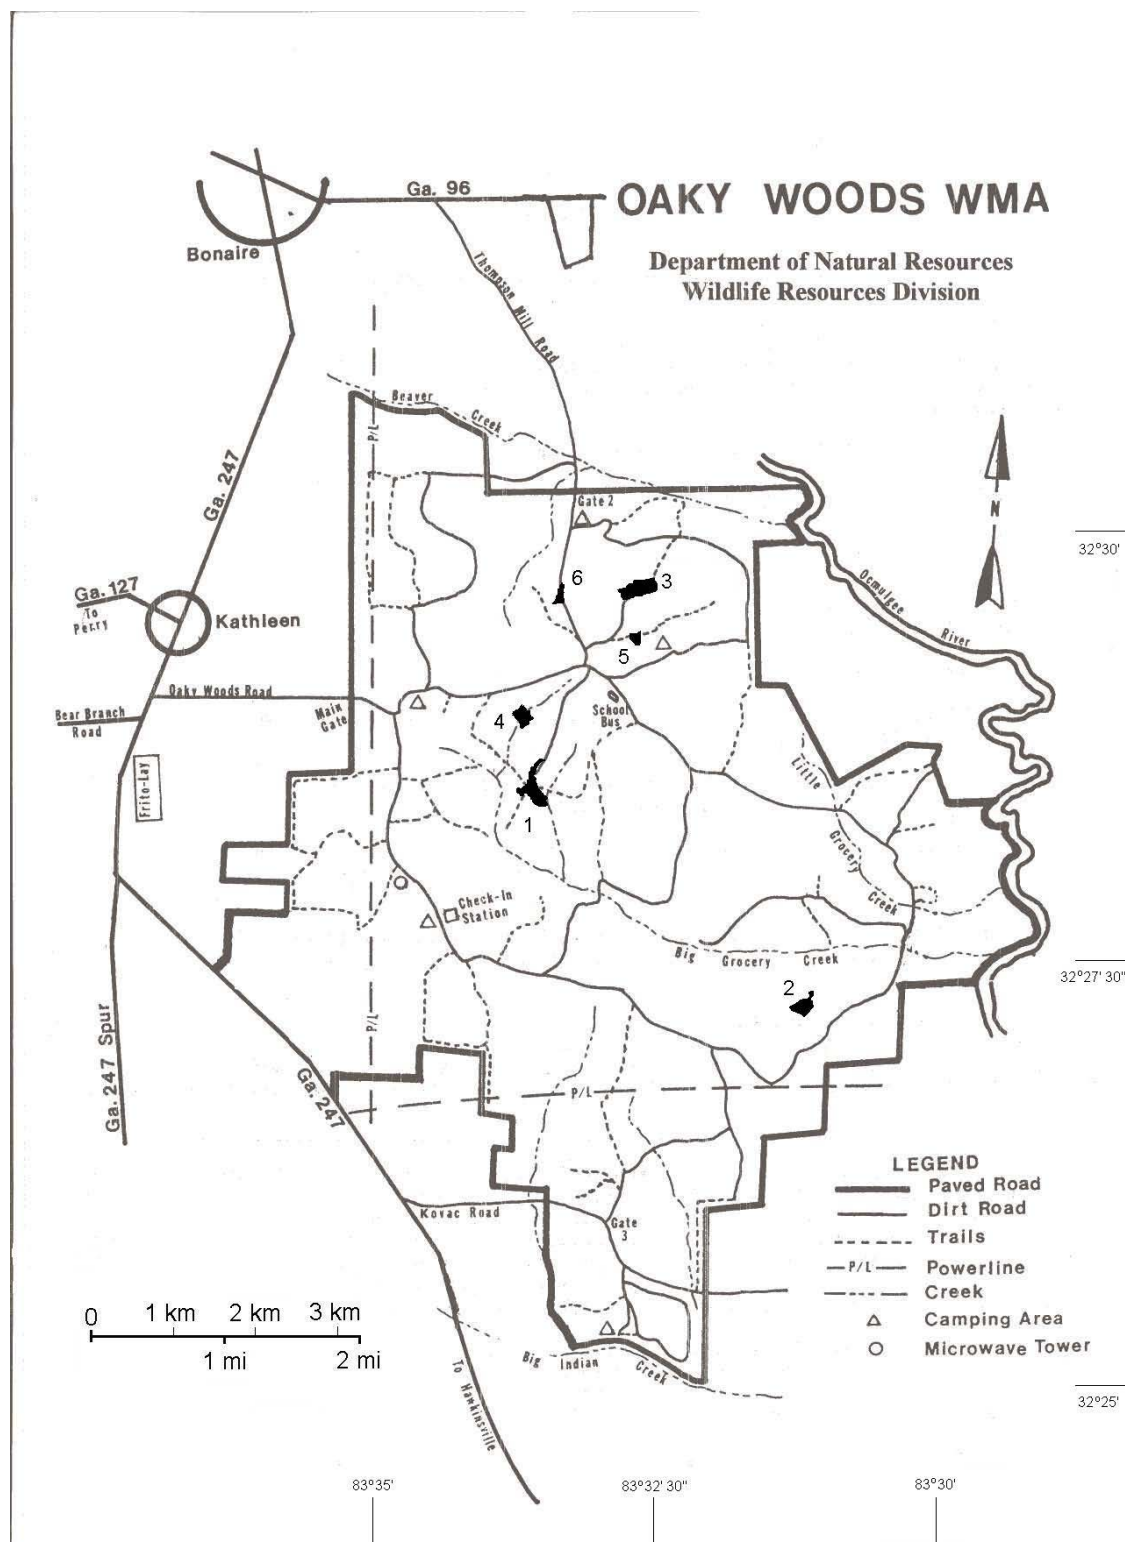 Ga. 96
OAKY WOODS WMA
Bonaire
Department of Natural Resources
Wildlife Resources Division
Thompson Mill Road
Beaver Creek
P/L
Ga. 247
N
Gate 2
32°30'
6
3
Ga. 127
To
Perry
Kathleen
Ocmulgee River
5
Oaky Woods Road
Main
Gate
Bear Branch
Road
4
School
Bus
Frito-Lay
Little Grocery Creek
1
Check-In
Station
Big Grocery Creek
32°27' 30"
2
P/L
Ga. 247 Spur
Ga. 247
P/L
LEGEND
Paved Road
Dirt Road
Trails
P/L Powerline
Creek
Camping Area
Microwave Tower
Kovac Road
Gate
3
0 1 km 2 km 3 km
1 mi 2 mi
Big Indian Creek
To Hawkinsville
32°25'
83°35' 83°32' 30" 83°30'